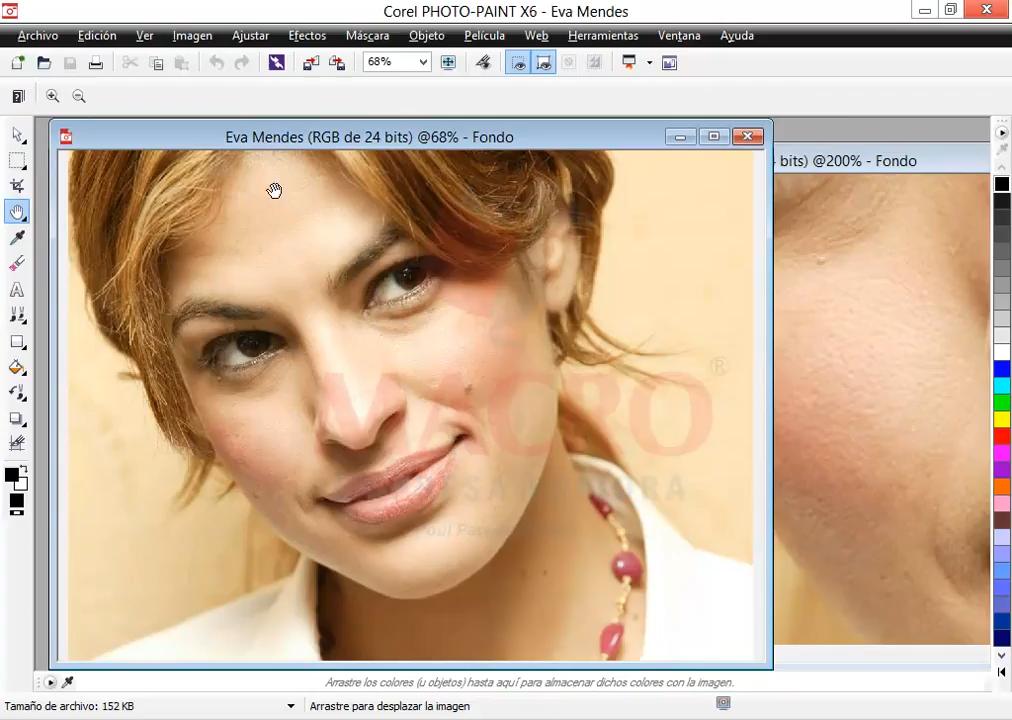 Corel PHOTO-PAINT X6 - Eva Mendes
Archivo Edición Ver Imagen Ajustar Efectos Máscara Objeto Película Web Herramientas Ventana Ayuda
68%
Eva Mendes (RGB de 24 bits) @68% - Fondo
4 bits) @200% - Fondo
MACRO®
Arrastre los colores (u objetos) hasta aquí para almacenar dichos colores con la imagen.
Tamaño de archivo: 152 KB
Arrastre para desplazar la imagen